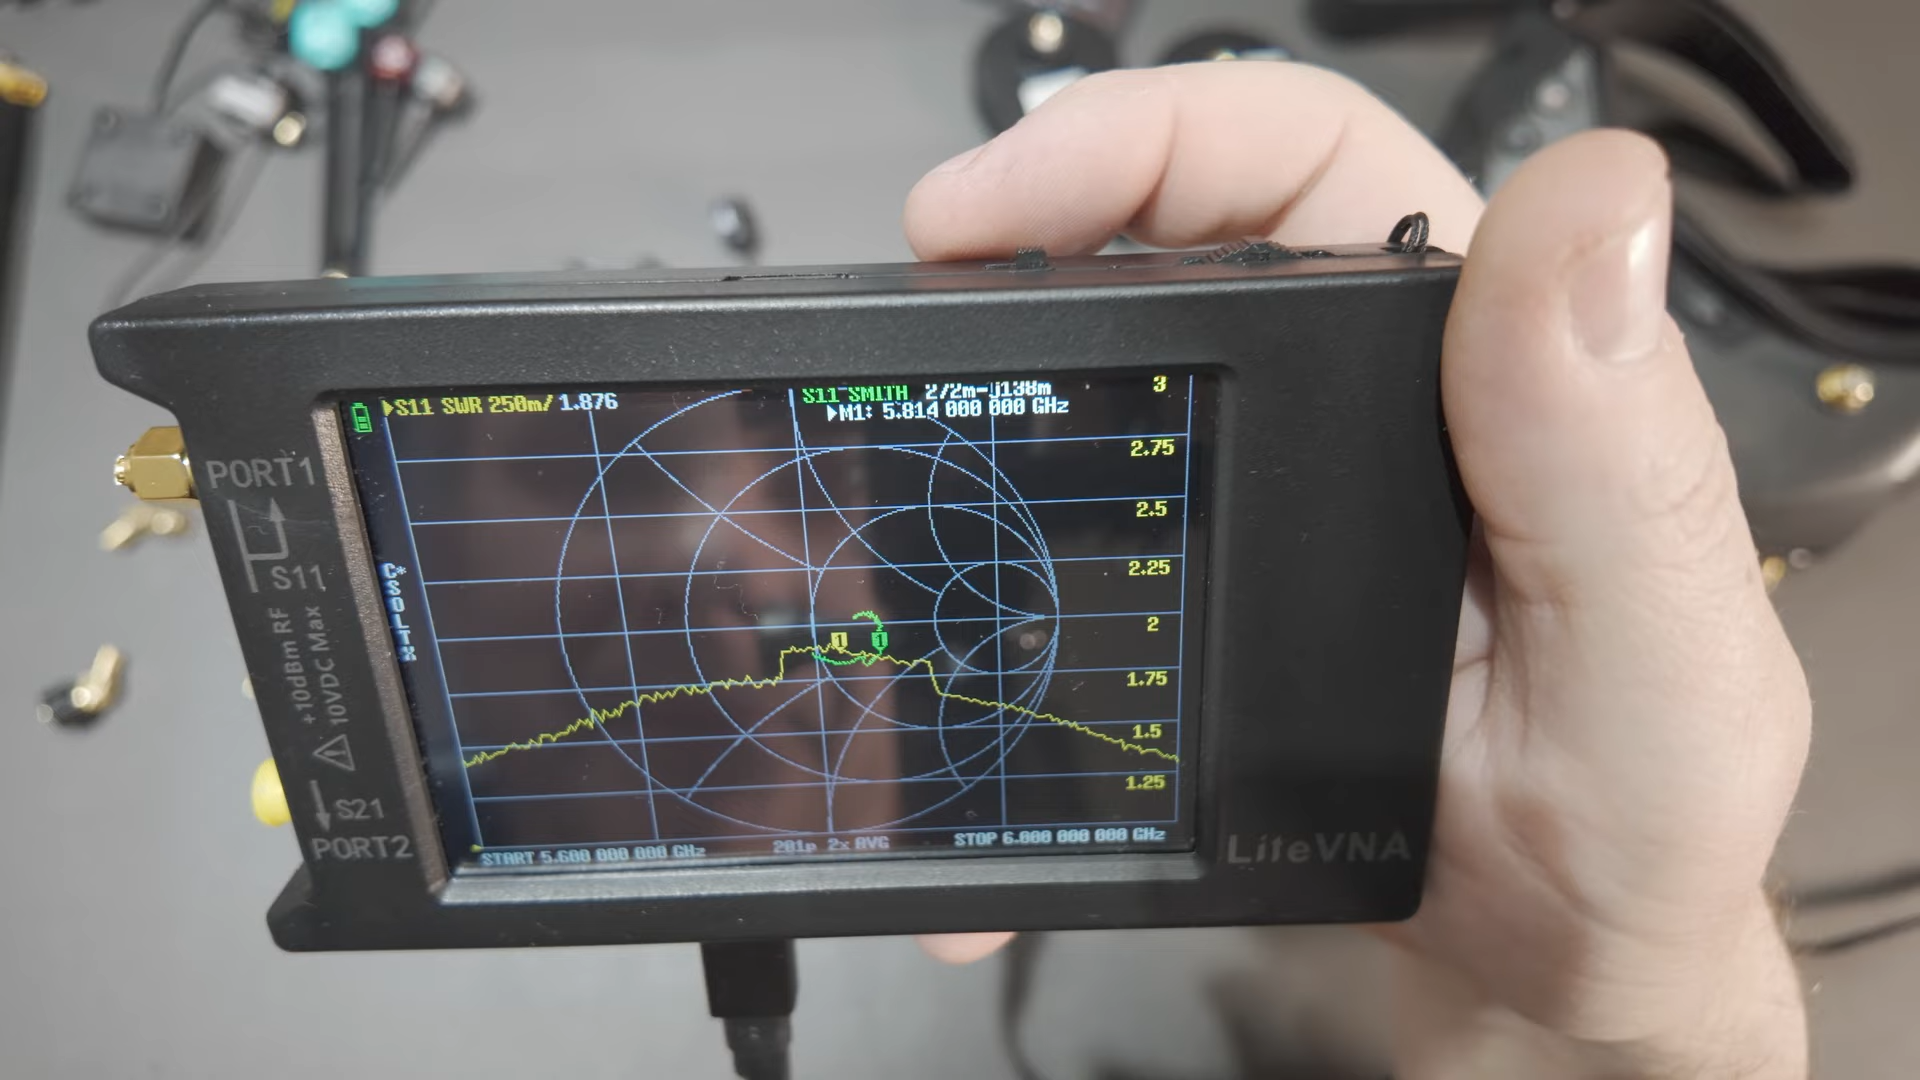 S11 SWR 250m/ 1.876
S11 SMITH 272m-j138m
M1: 5.814 000 000 GHz
3
2.75
2.5
2.25
2
1.75
1.5
1.25
1
1
C*
S
O
L
T
X
START 5.600 000 000 GHz
201p 2x AVG
STOP 6.000 000 000 GHz
PORT1
S11
+10dBm RF
10VDC Max
S21
PORT2
LiteVNA